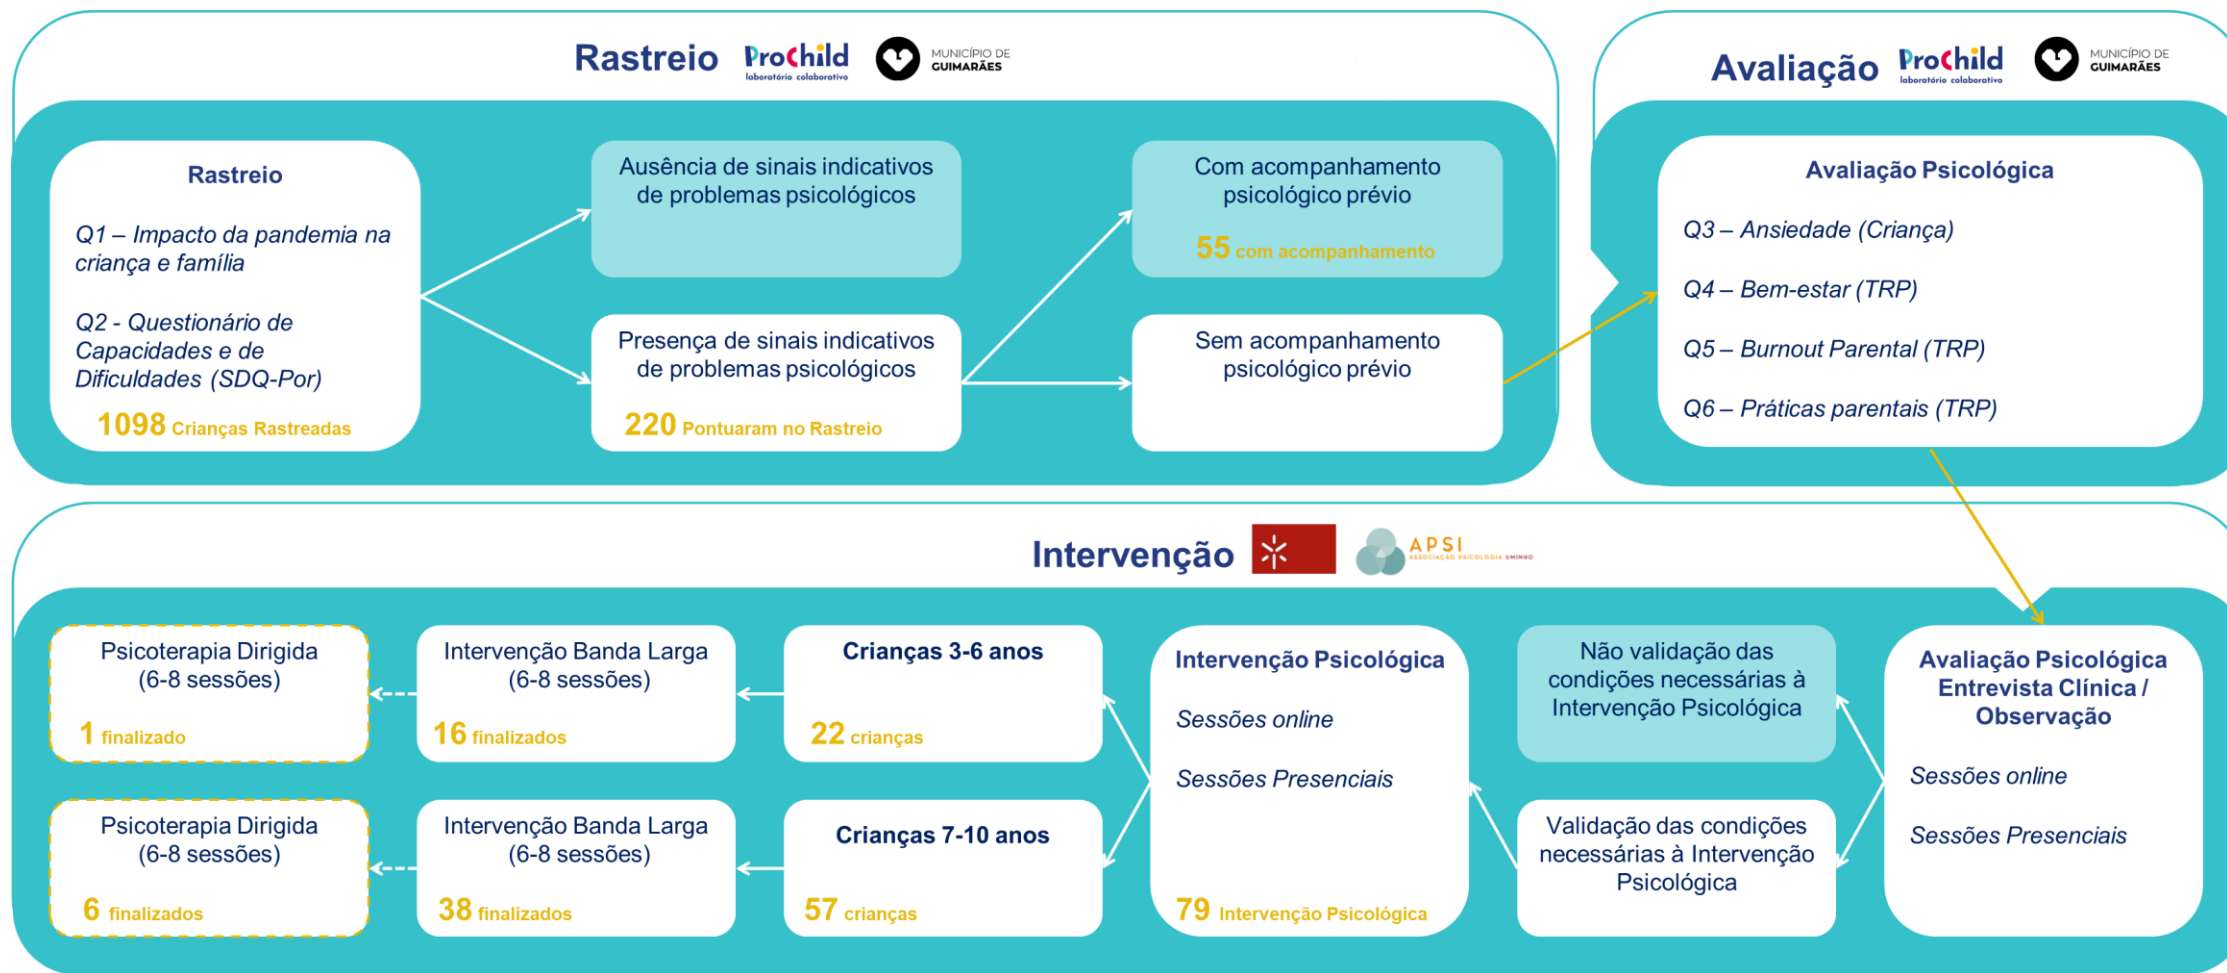 Rastreio
ProChild
laboratório colaborativo
MUNICÍPIO DE
GUIMARÃES
Rastreio
Q1 – Impacto da pandemia na
criança e família
Q2 - Questionário de
Capacidades e de
Dificuldades (SDQ-Por)
1098 Crianças Rastreadas
Ausência de sinais indicativos
de problemas psicológicos
Presença de sinais indicativos
de problemas psicológicos
220 Pontuaram no Rastreio
Com acompanhamento
psicológico prévio
55 com acompanhamento
Sem acompanhamento
psicológico prévio
Avaliação
ProChild
laboratório colaborativo
MUNICÍPIO DE
GUIMARÃES
Avaliação Psicológica
Q3 – Ansiedade (Criança)
Q4 – Bem-estar (TRP)
Q5 – Burnout Parental (TRP)
Q6 – Práticas parentais (TRP)
Intervenção
APSI
ASSOCIAÇÃO PSICOLOGIA UMINHO
Psicoterapia Dirigida
(6-8 sessões)
1 finalizado
Intervenção Banda Larga
(6-8 sessões)
16 finalizados
Crianças 3-6 anos
22 crianças
Psicoterapia Dirigida
(6-8 sessões)
6 finalizados
Intervenção Banda Larga
(6-8 sessões)
38 finalizados
Crianças 7-10 anos
57 crianças
Intervenção Psicológica
Sessões online
Sessões Presenciais
79 Intervenção Psicológica
Não validação das
condições necessárias à
Intervenção Psicológica
Validação das condições
necessárias à Intervenção
Psicológica
Avaliação Psicológica
Entrevista Clínica /
Observação
Sessões online
Sessões Presenciais